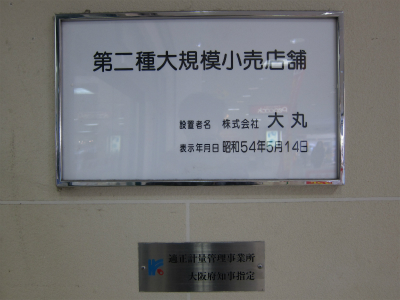 第二種大規模小売店舗
設置者名 株式会社 大丸
表示年月日 昭和54年5月14日
適正計量管理事業所
大阪府知事指定